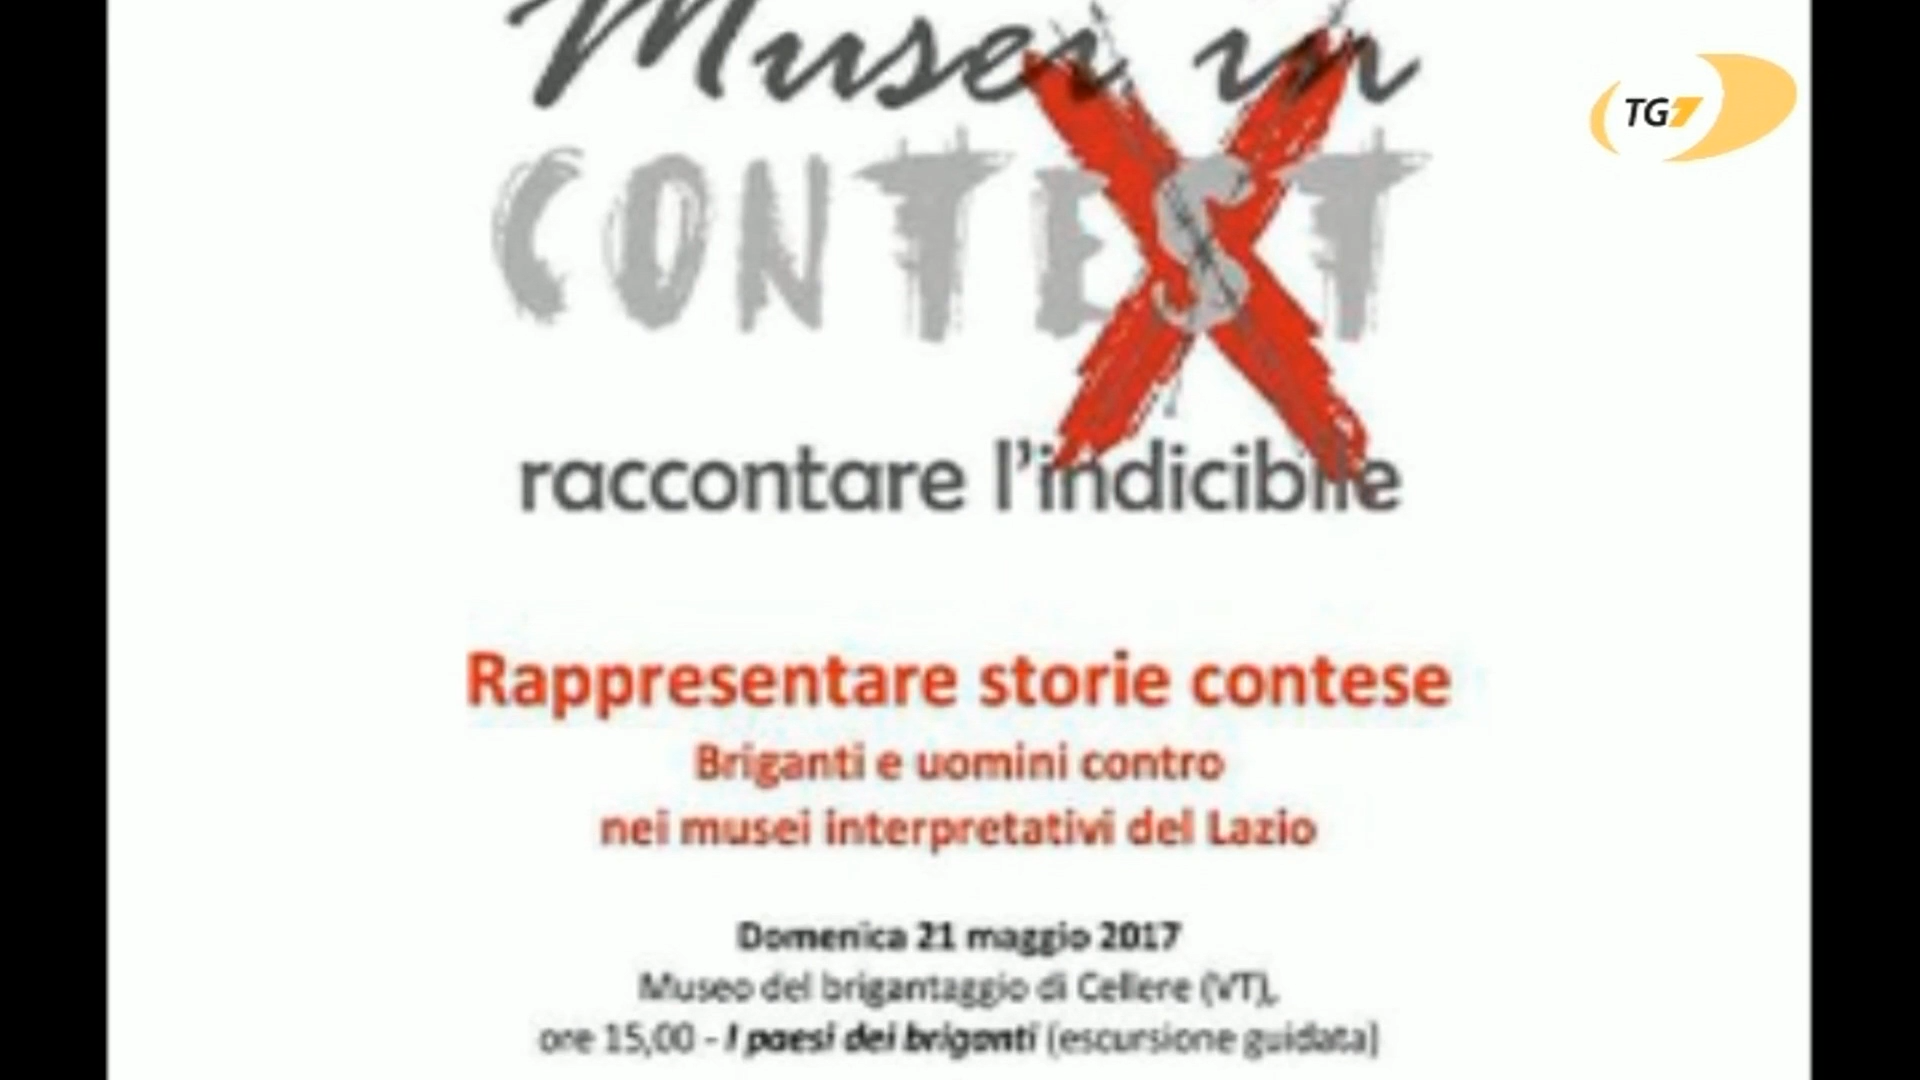 Musei in
TG7
CONTEST
raccontare l'indicibile
Rappresentare storie contese
Briganti e uomini contro
nei musei interpretativi del Lazio
Domenica 21 maggio 2017
Museo del brigantaggio di Cellere (VT),
ore 15,00 - I paesi dei briganti (escursione guidata)